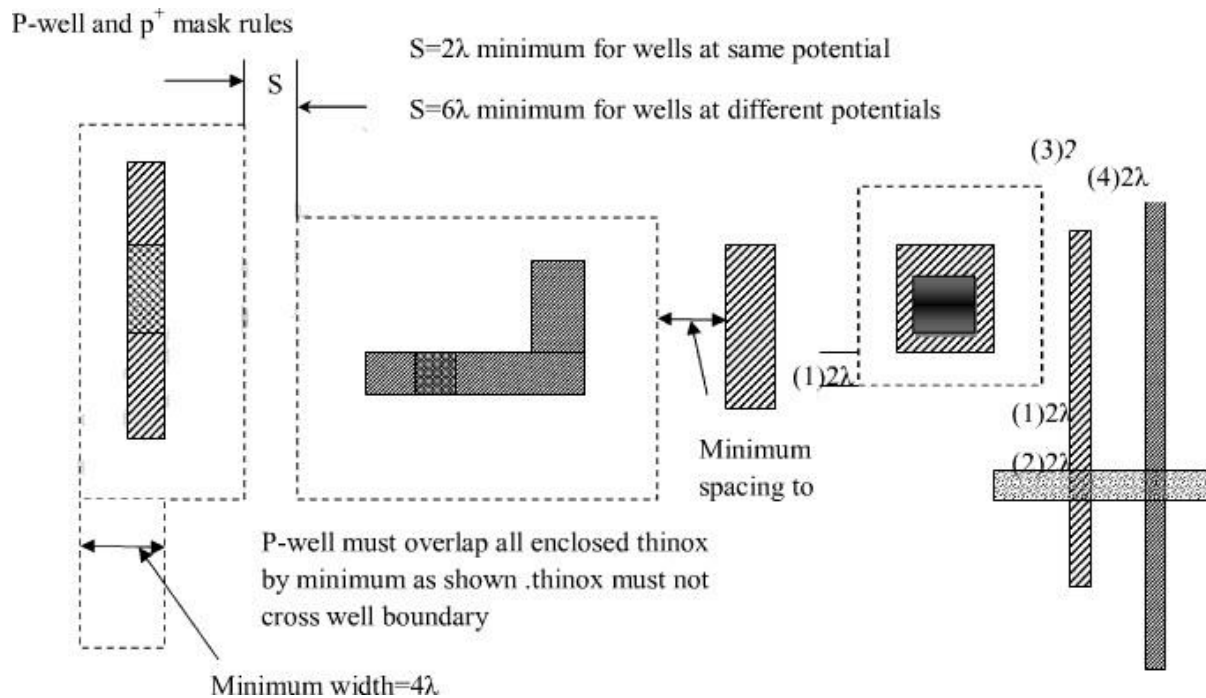 P-well and p⁺ mask rules
S=2λ minimum for wells at same potential
S
S=6λ minimum for wells at different potentials
(3)2
(4)2λ
(1)2λ
(1)2λ
(2)2λ
Minimum
spacing to
P-well must overlap all enclosed thinox
by minimum as shown .thinox must not
cross well boundary
Minimum width=4λ